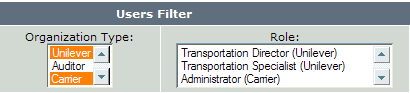 Users Filter
Organization Type:
Role:
Unilever
Auditor
Carrier
Transportation Director (Unilever)
Transportation Specialist (Unilever)
Administrator (Carrier)